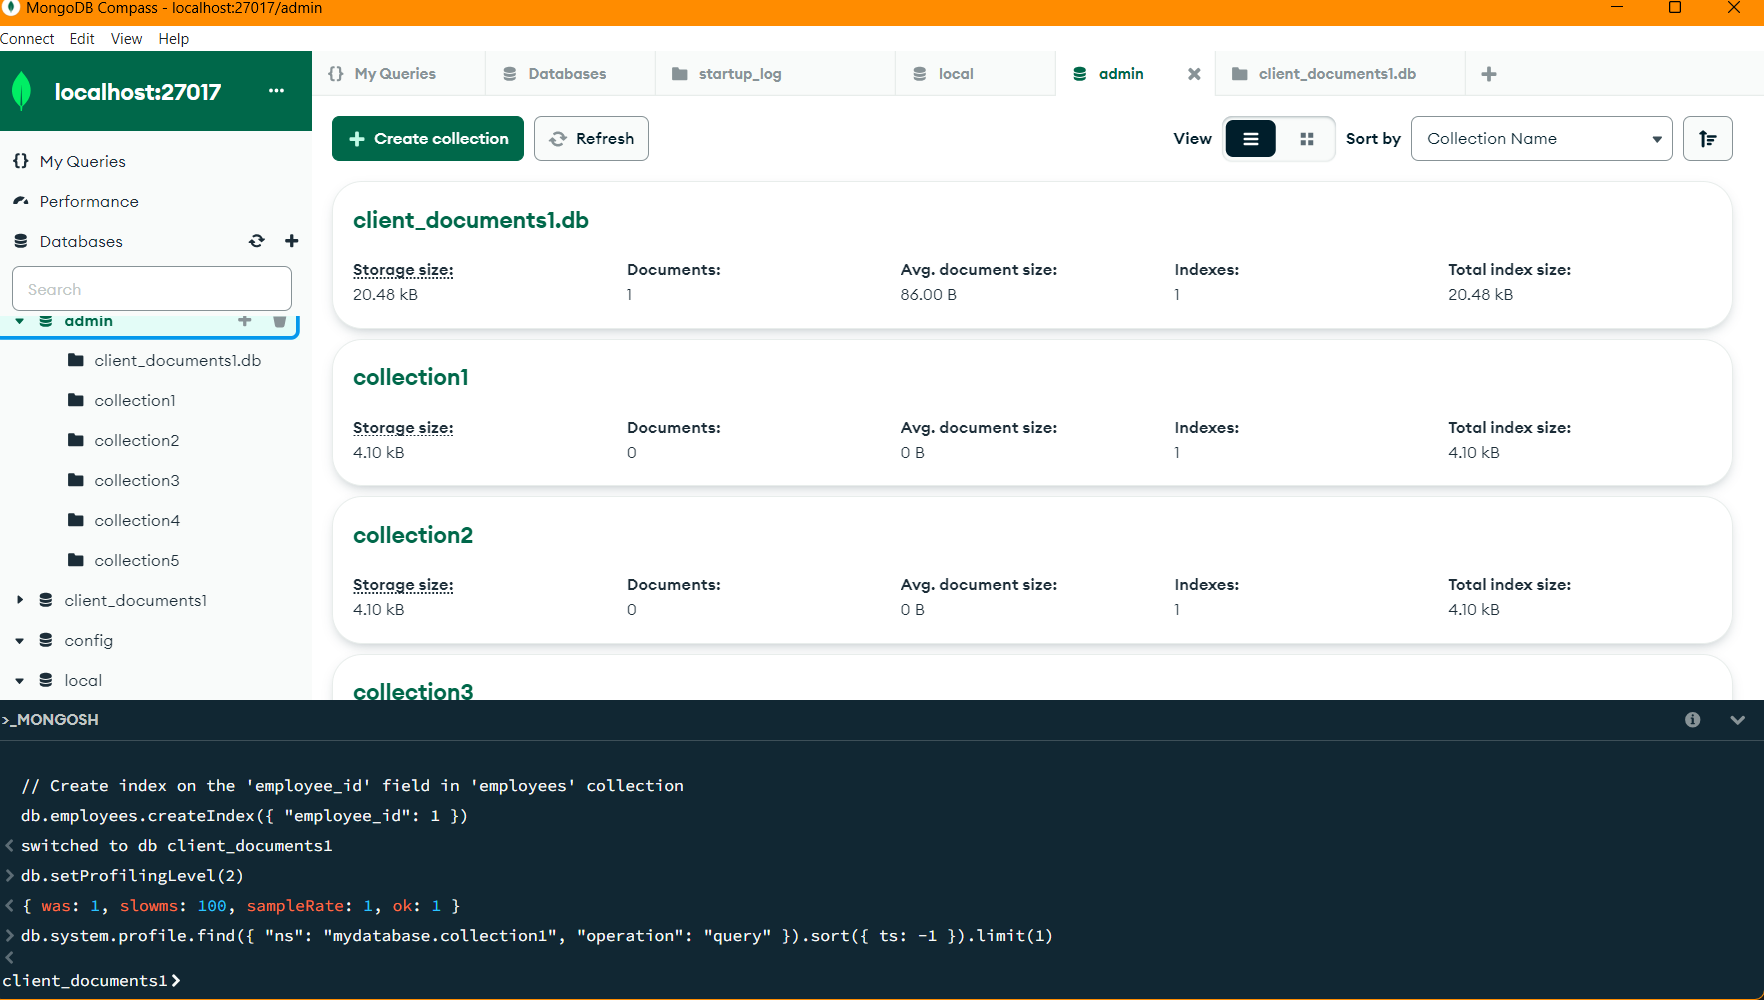 MongoDB Compass - localhost:27017/admin
Connect Edit View Help
localhost:27017
My Queries
Performance
Databases
Search
admin
client_documents1.db
collection1
collection2
collection3
collection4
collection5
client_documents1
config
local
{} My Queries Databases startup_log local admin client_documents1.db
Create collection Refresh View Sort by Collection Name
client_documents1.db
Storage size: Documents: Avg. document size: Indexes: Total index size:
20.48 kB 1 86.00 B 1 20.48 kB
collection1
Storage size: Documents: Avg. document size: Indexes: Total index size:
4.10 kB 0 0 B 1 4.10 kB
collection2
Storage size: Documents: Avg. document size: Indexes: Total index size:
4.10 kB 0 0 B 1 4.10 kB
collection3
>_MONGOSH
// Create index on the 'employee_id' field in 'employees' collection
db.employees.createIndex({ "employee_id": 1 })
< switched to db client_documents1
> db.setProfilingLevel(2)
< { was: 1, slowms: 100, sampleRate: 1, ok: 1 }
> db.system.profile.find({ "ns": "mydatabase.collection1", "operation": "query" }).sort({ ts: -1 }).limit(1)
<
client_documents1>